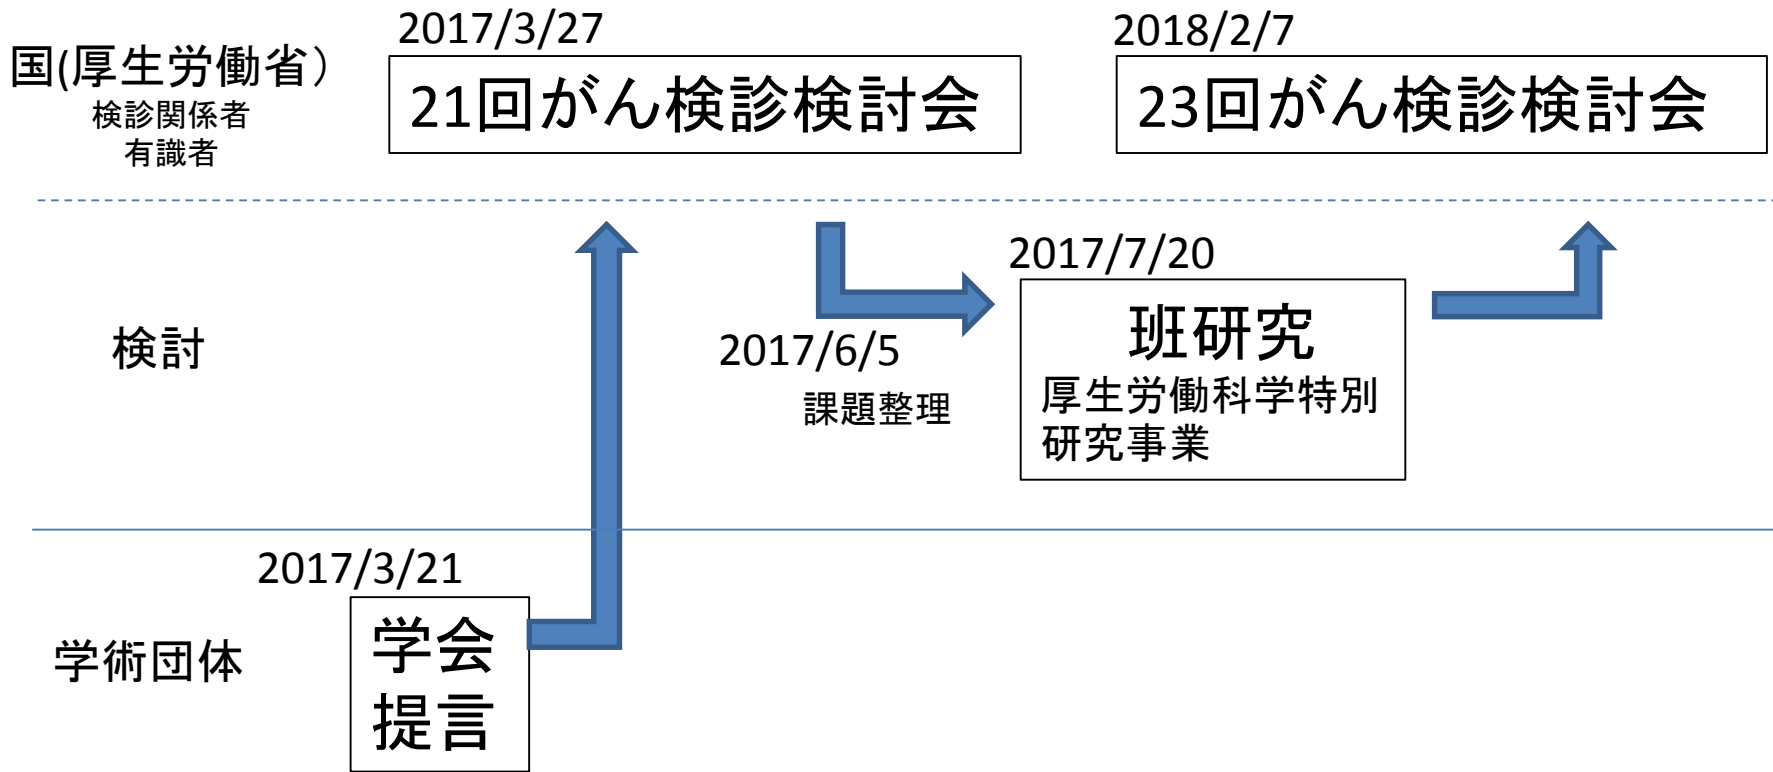 国(厚生労働省）
検診関係者
有識者
2017/3/27
21回がん検診検討会
2018/2/7
23回がん検診検討会
検討
2017/6/5
課題整理
2017/7/20
班研究
厚生労働科学特別
研究事業
学術団体
2017/3/21
学会
提言